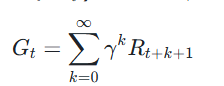 G_t = \sum_{k=0}^{\infty} \gamma^k R_{t+k+1}